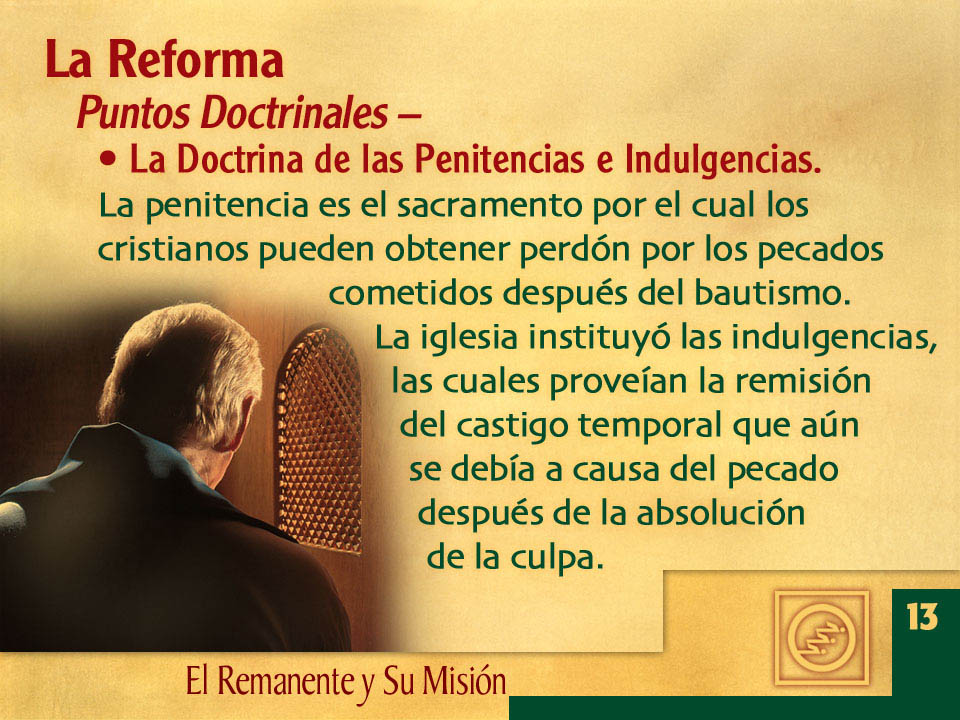 La Reforma
Puntos Doctrinales –
• La Doctrina de las Penitencias e Indulgencias.
La penitencia es el sacramento por el cual los
cristianos pueden obtener perdón por los pecados
cometidos después del bautismo.
La iglesia instituyó las indulgencias,
las cuales proveían la remisión
del castigo temporal que aún
se debía a causa del pecado
después de la absolución
de la culpa.
13
El Remanente y Su Misión